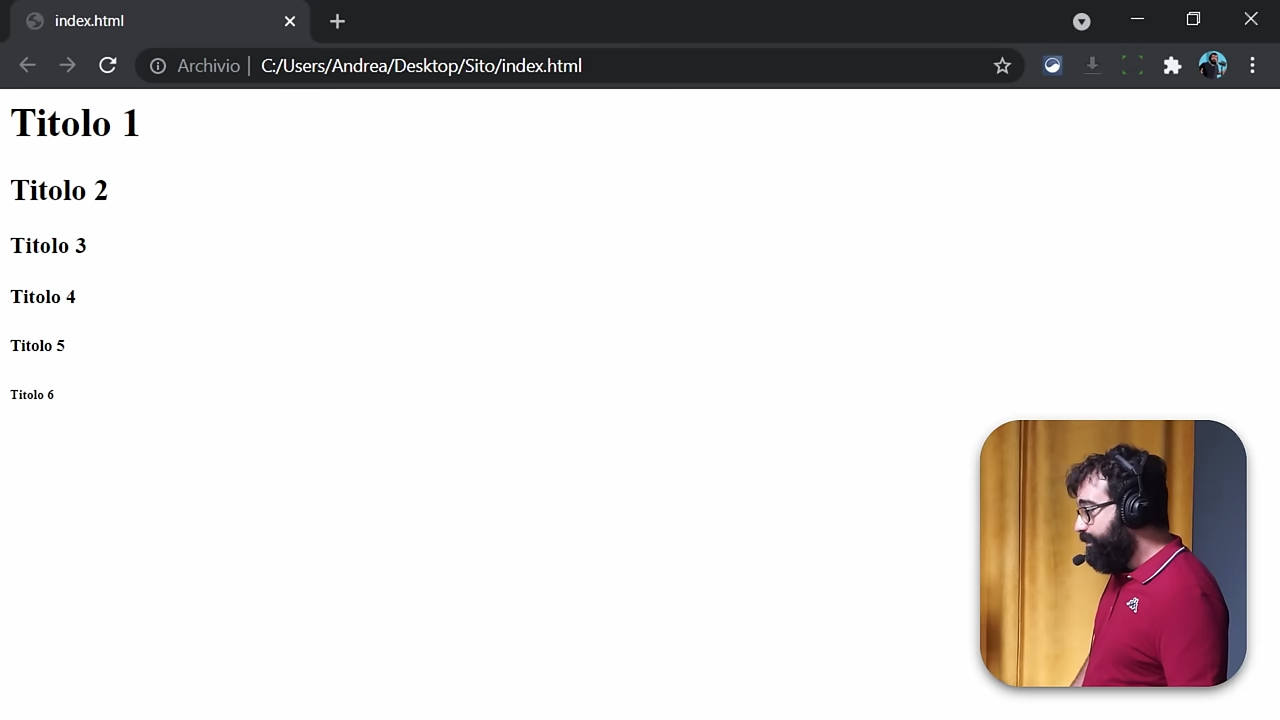 index.html
Archivio | C:/Users/Andrea/Desktop/Sito/index.html
Titolo 1
Titolo 2
Titolo 3
Titolo 4
Titolo 5
Titolo 6